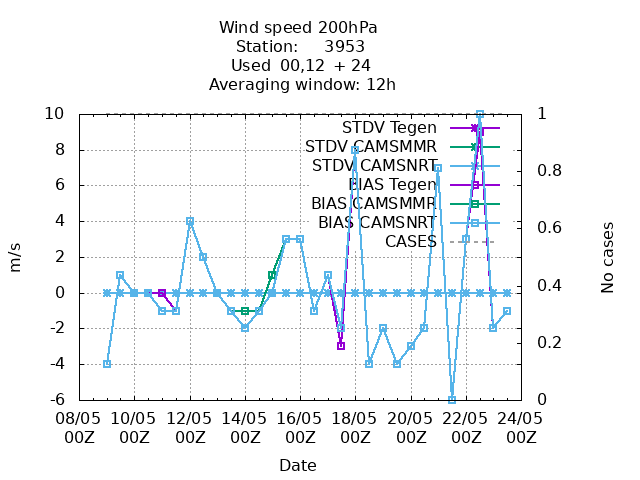 Wind speed 200hPa
Station: 3953
Used 00,12 + 24
Averaging window: 12h
10 1
STDV Tegen
STDV CAMSMMR
8
STDV CAMSNRT
0.8
6
BIAS Tegen
BIAS CAMSMMR
4
BIAS CAMSNRT
0.6
CASES
2
m/s
No cases
0
0.4
-2
0.2
-4
-6 0
08/05 10/05 12/05 14/05 16/05 18/05 20/05 22/05 24/05
00Z 00Z 00Z 00Z 00Z 00Z 00Z 00Z 00Z
Date